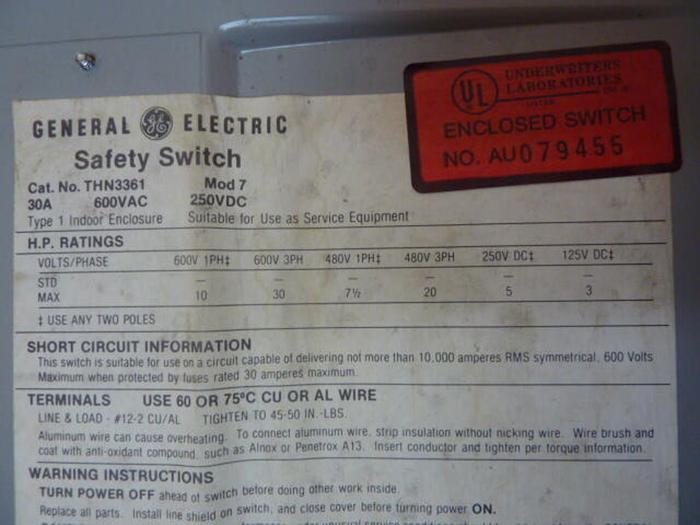 UL
UNDERWRITERS
LABORATORIES
LISTED
ENCLOSED SWITCH
NO. AU079455
GENERAL GE ELECTRIC
Safety Switch
Cat. No. THN3361 Mod 7
30A 600VAC 250VDC
Type 1 Indoor Enclosure Suitable for Use as Service Equipment
H.P. RATINGS
VOLTS/PHASE 600V 1PH‡ 600V 3PH 480V 1PH‡ 480V 3PH 250V DC‡ 125V DC‡
STD — — — — — —
MAX 10 30 7½ 20 5 3
‡ USE ANY TWO POLES
SHORT CIRCUIT INFORMATION
This switch is suitable for use on a circuit capable of delivering not more than 10,000 amperes RMS symmetrical, 600 Volts
Maximum when protected by fuses rated 30 amperes maximum.
TERMINALS USE 60 OR 75°C CU OR AL WIRE
LINE & LOAD - #12-2 CU/AL TIGHTEN TO 45-50 IN.-LBS.
Aluminum wire can cause overheating. To connect aluminum wire, strip insulation without nicking wire. Wire brush and
coat with anti-oxidant compound, such as Alnox or Penetrox A13. Insert conductor and tighten per torque information.
WARNING INSTRUCTIONS
TURN POWER OFF ahead of switch before doing other work inside.
Replace all parts. Install line shield on switch, and close cover before turning power ON.